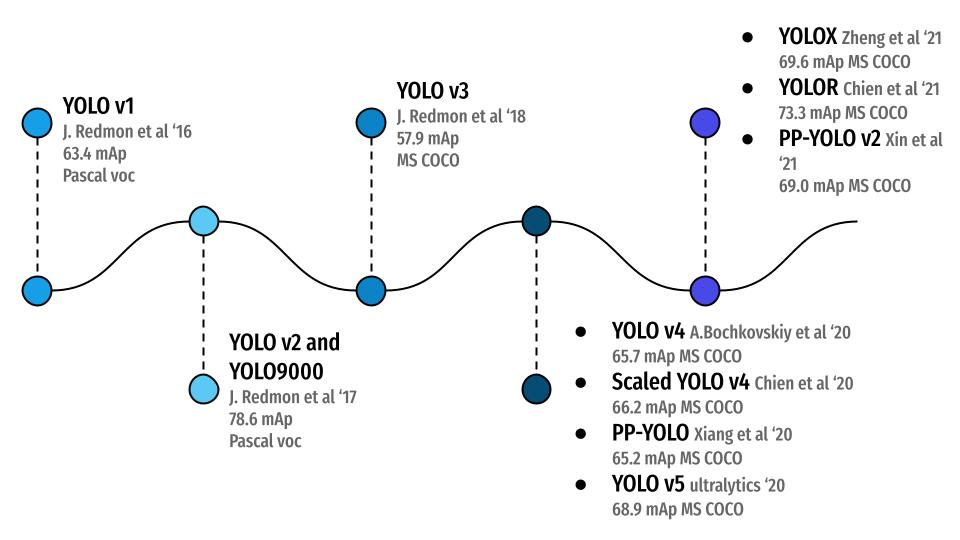 YOLO v1
J. Redmon et al ‘16
63.4 mAp
Pascal voc
YOLO v2 and
YOLO9000
J. Redmon et al ‘17
78.6 mAp
Pascal voc
YOLO v3
J. Redmon et al ‘18
57.9 mAp
MS COCO
● YOLO v4 A.Bochkovskiy et al ‘20
65.7 mAp MS COCO
● Scaled YOLO v4 Chien et al ‘20
66.2 mAp MS COCO
● PP-YOLO Xiang et al ‘20
65.2 mAp MS COCO
● YOLO v5 ultralytics ‘20
68.9 mAp MS COCO
● YOLOX Zheng et al ‘21
69.6 mAp MS COCO
● YOLOR Chien et al ‘21
73.3 mAp MS COCO
● PP-YOLO v2 Xin et al
‘21
69.0 mAp MS COCO